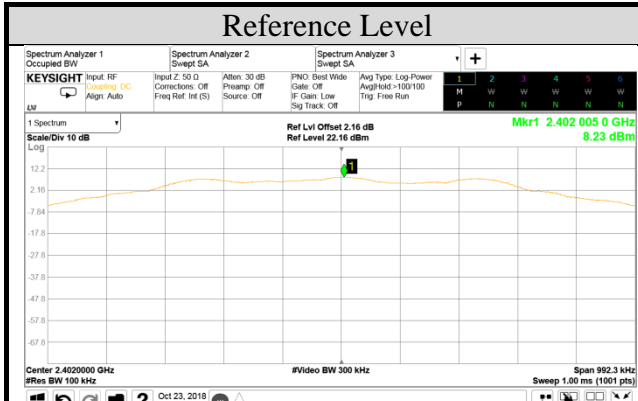 Reference Level
Spectrum Analyzer 1
Occupied BW
Spectrum Analyzer 2
Swept SA
Spectrum Analyzer 3
Swept SA
KEYSIGHT
Input: RF
Coupling: DC
Align: Auto
Input Z: 50 Ω
Corrections: Off
Freq Ref: Int (S)
Atten: 30 dB
Preamp: Off
Source: Off
PNO: Best Wide
Gate: Off
IF Gain: Low
Sig Track: Off
Avg Type: Log-Power
Avg|Hold:>100/100
Trig: Free Run
1 2 3 4 5 6
M W W W W W
P N N N N N
LXI
1 Spectrum
Scale/Div 10 dB
Ref Lvl Offset 2.16 dB
Ref Level 22.16 dBm
Mkr1 2.402 005 0 GHz
8.23 dBm
Log
1
12.2
2.16
-7.84
-17.8
-27.8
-37.8
-47.8
-57.8
-67.8
Center 2.4020000 GHz
#Res BW 100 kHz
#Video BW 300 kHz
Span 992.3 kHz
Sweep 1.00 ms (1001 pts)
Oct 23, 2018